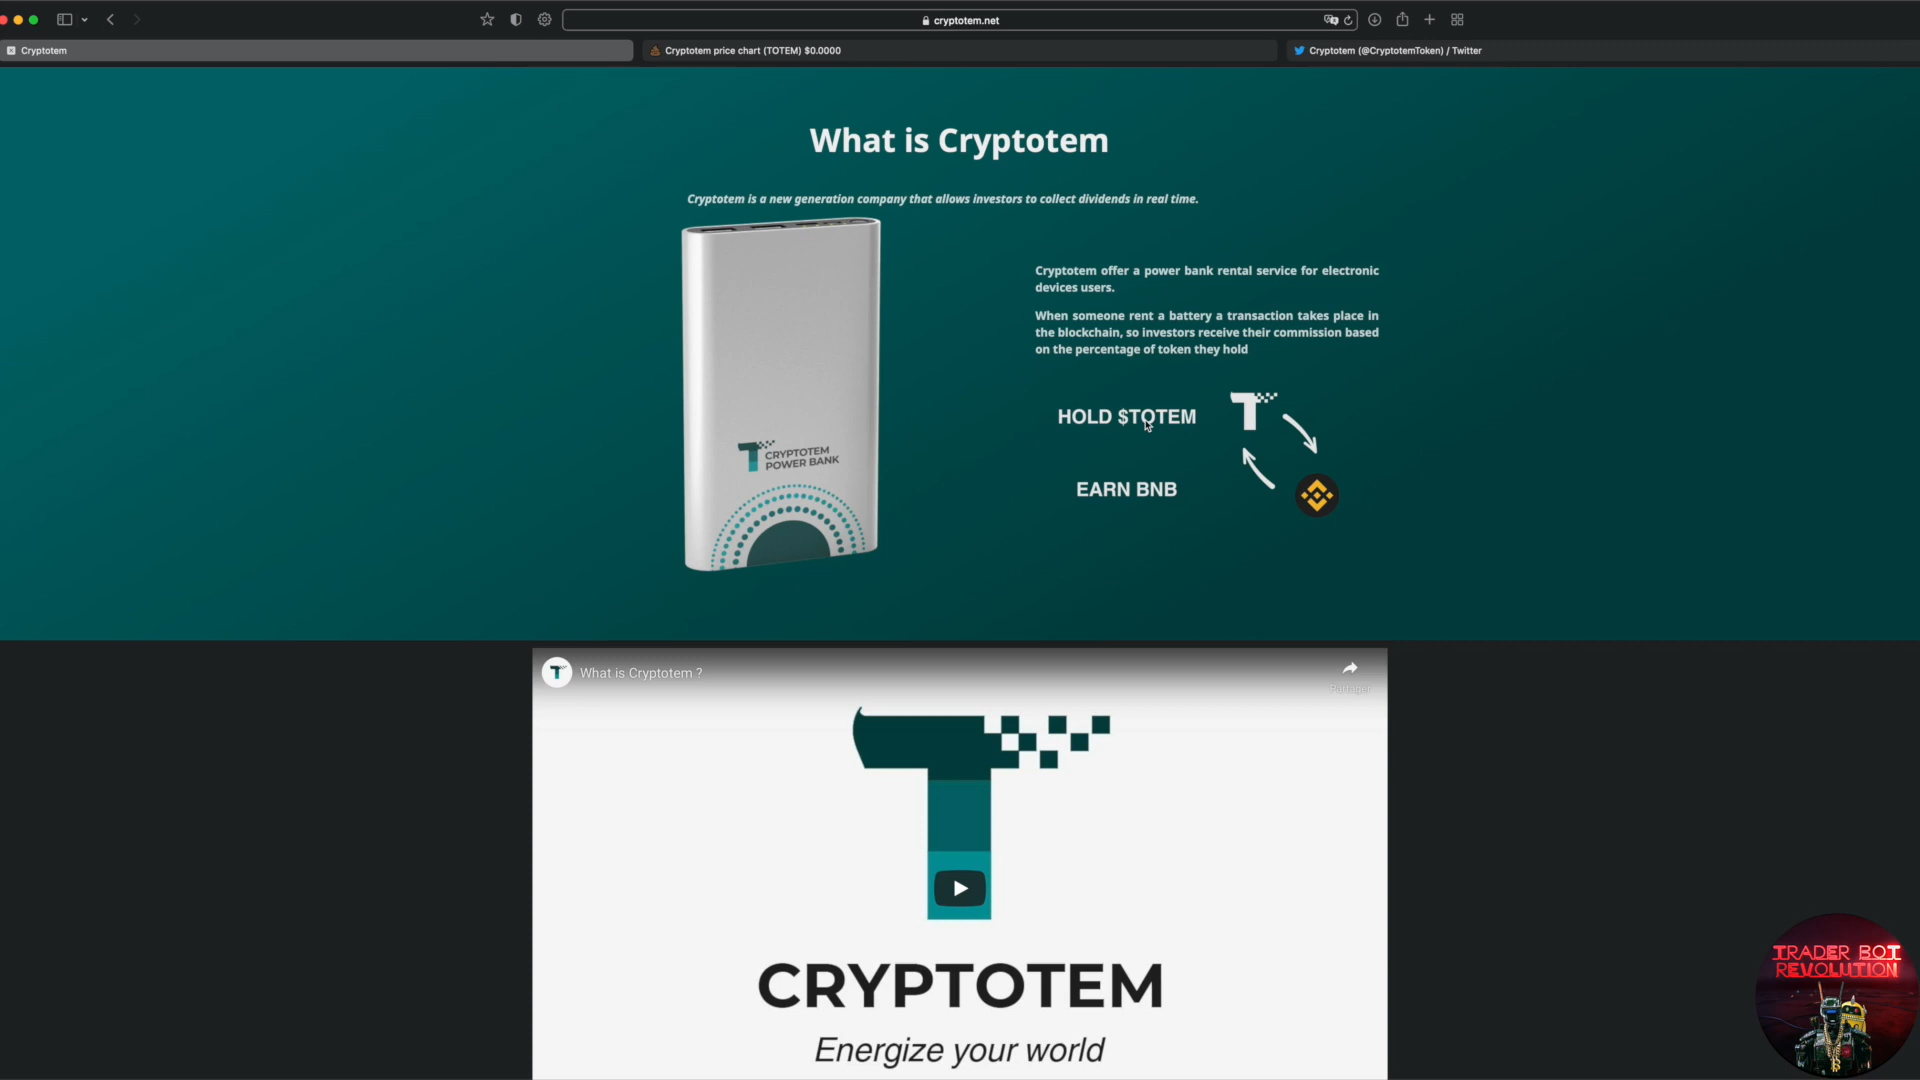 cryptotem.net
Cryptotem
Cryptotem price chart (TOTEM) $0.0000
Cryptotem (@CryptotemToken) / Twitter
What is Cryptotem
Cryptotem is a new generation company that allows investors to collect dividends in real time.
Cryptotem offer a power bank rental service for electronic
devices users.
When someone rent a battery a transaction takes place in
the blockchain, so investors receive their commission based
on the percentage of token they hold
HOLD $TOTEM
EARN BNB
CRYPTOTEM
POWER BANK
What is Cryptotem ?
Partager
CRYPTOTEM
Energize your world
TRADER BOT
REVOLUTION